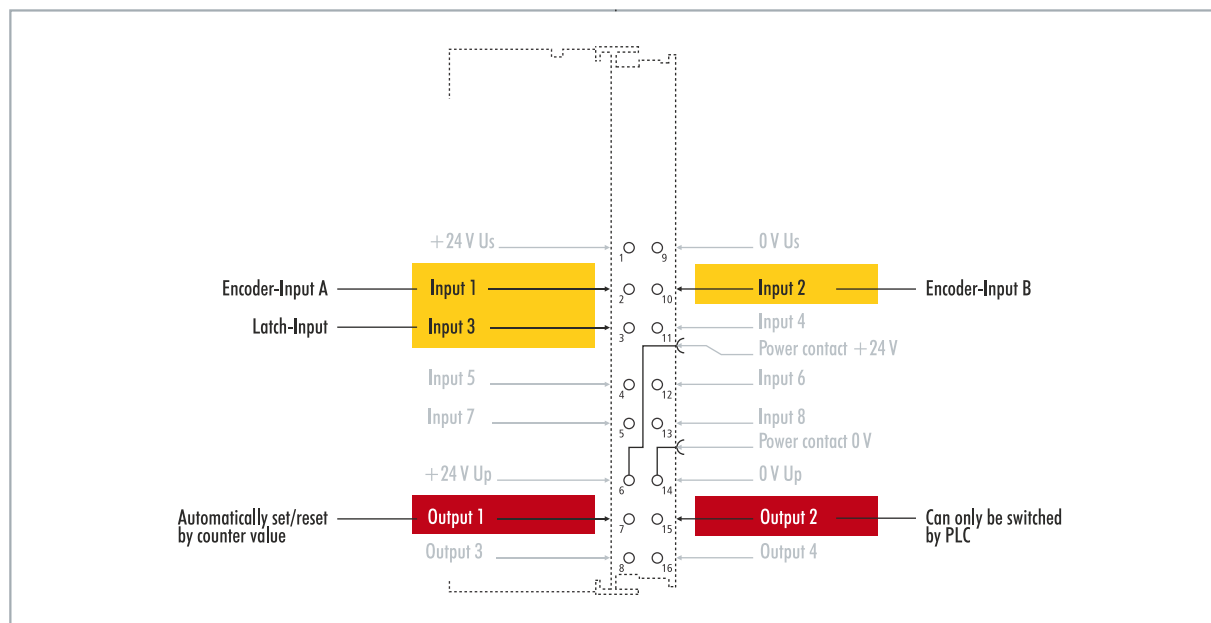 +24 V Us
1
9
0 V Us
Encoder-Input A
Input 1
2
10
Input 2
Encoder-Input B
Latch-Input
Input 3
3
11
Input 4
Power contact +24 V
Input 5
4
12
Input 6
Input 7
5
13
Input 8
Power contact 0 V
+24 V Up
6
14
0 V Up
Automatically set/reset
by counter value
Output 1
7
15
Output 2
Can only be switched
by PLC
Output 3
8
16
Output 4